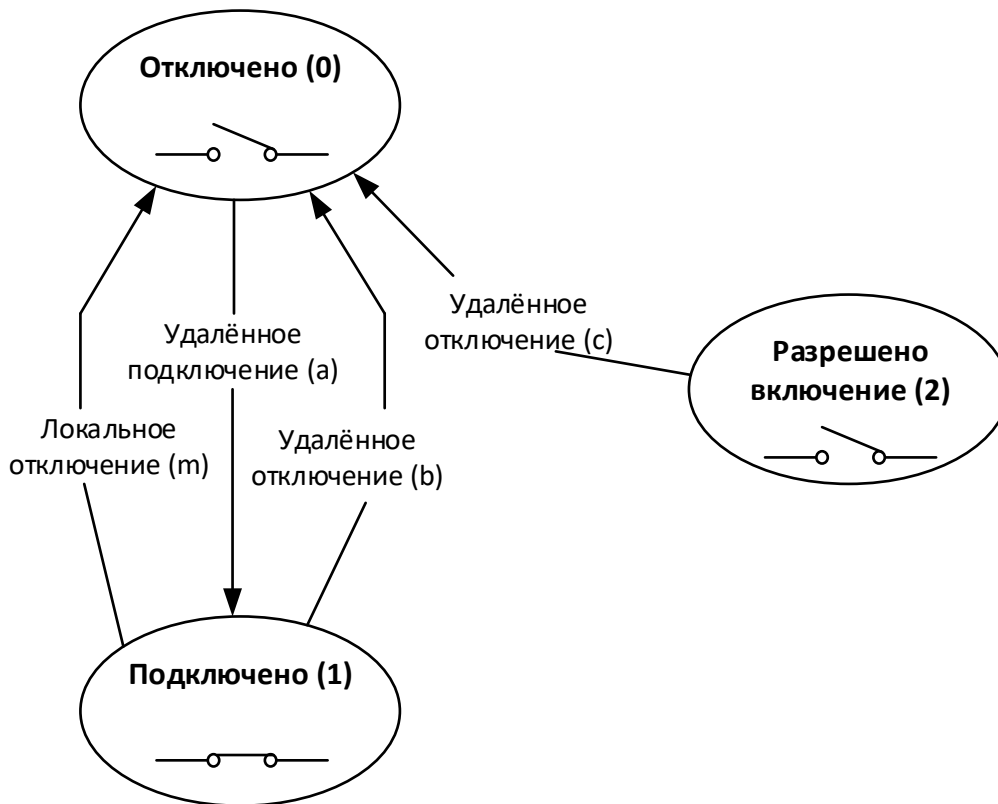 Отключено (0)
Удалённое
подключение (a)
Удалённое
отключение (c)
Разрешено
включение (2)
Локальное
отключение (m)
Удалённое
отключение (b)
Подключено (1)